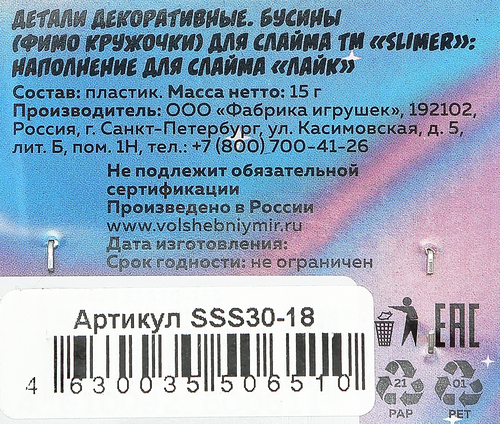 ДЕТАЛИ ДЕКОРАТИВНЫЕ. БУСИНЫ
(ФИМО КРУЖОЧКИ) ДЛЯ СЛАЙМА ТМ «SLIMER»:
НАПОЛНЕНИЕ ДЛЯ СЛАЙМА «ЛАЙК»
Состав: пластик. Масса нетто: 15 г
Производитель: ООО «Фабрика игрушек», 192102,
Россия, г. Санкт-Петербург, ул. Касимовская, д. 5,
лит. Б, пом. 1Н, тел.: +7 (800) 700-41-26
Не подлежит обязательной
сертификации
Произведено в России
www.volshebniymir.ru
Дата изготовления:
Срок годности: не ограничен
Артикул SSS30-18
4 630035 506510
EAC
21
PAP
01
PET